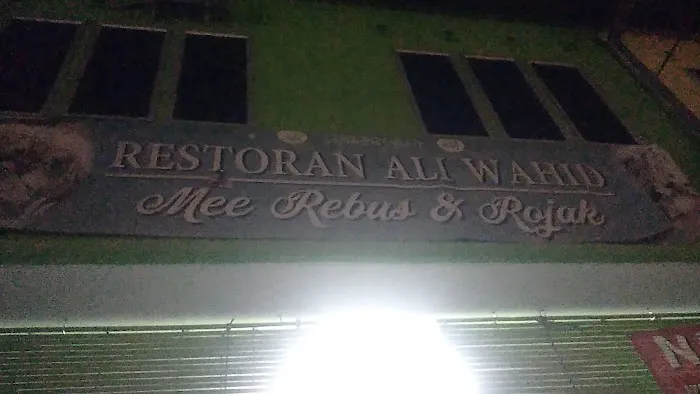 RESTORAN ALI WAHID
Mee Rebus & Rojak